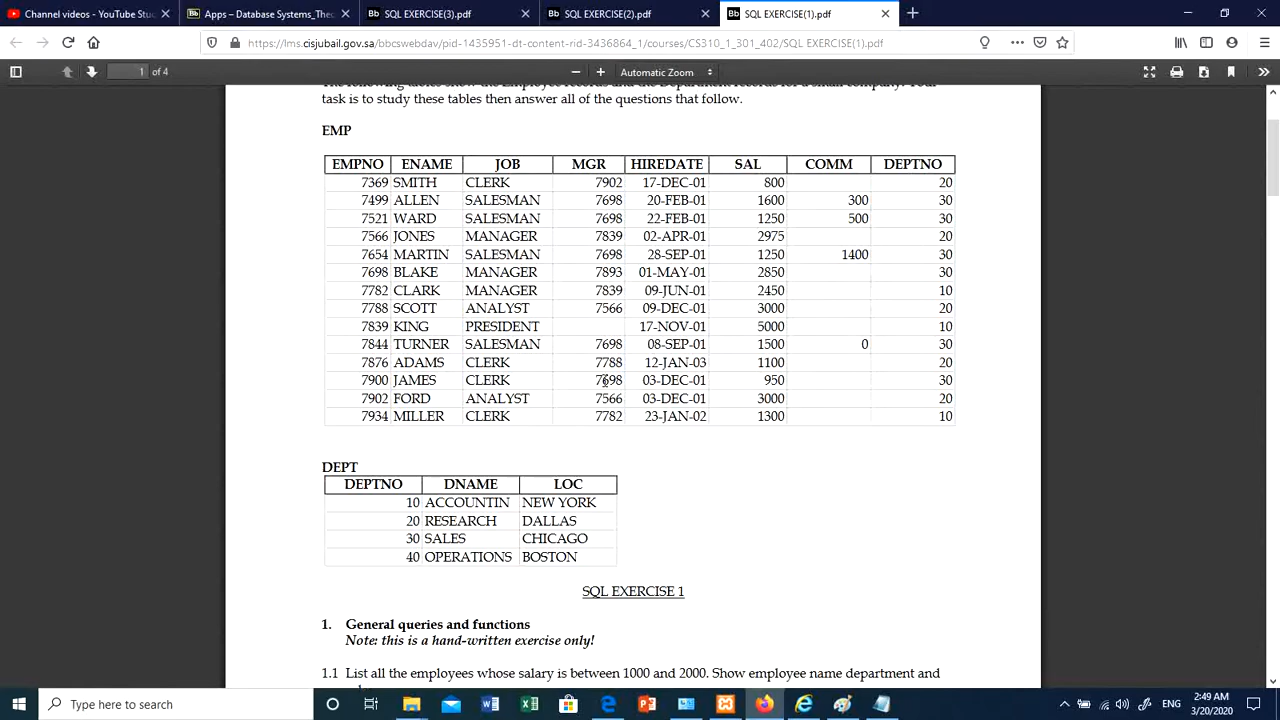 Channel videos - YouTube Stu
Apps – Database Systems_The
SQL EXERCISE(3).pdf
SQL EXERCISE(2).pdf
SQL EXERCISE(1).pdf
https://lms.cisjubail.gov.sa/bbcswebdav/pid-1435951-dt-content-rid-3436864_1/courses/CS310_1_301_402/SQL EXERCISE(1).pdf
1 of 4
Automatic Zoom
task is to study these tables then answer all of the questions that follow.
EMP
EMPNO ENAME JOB MGR HIREDATE SAL COMM DEPTNO
7369 SMITH CLERK 7902 17-DEC-01 800 20
7499 ALLEN SALESMAN 7698 20-FEB-01 1600 300 30
7521 WARD SALESMAN 7698 22-FEB-01 1250 500 30
7566 JONES MANAGER 7839 02-APR-01 2975 20
7654 MARTIN SALESMAN 7698 28-SEP-01 1250 1400 30
7698 BLAKE MANAGER 7893 01-MAY-01 2850 30
7782 CLARK MANAGER 7839 09-JUN-01 2450 10
7788 SCOTT ANALYST 7566 09-DEC-01 3000 20
7839 KING PRESIDENT 17-NOV-01 5000 10
7844 TURNER SALESMAN 7698 08-SEP-01 1500 0 30
7876 ADAMS CLERK 7788 12-JAN-03 1100 20
7900 JAMES CLERK 7698 03-DEC-01 950 30
7902 FORD ANALYST 7566 03-DEC-01 3000 20
7934 MILLER CLERK 7782 23-JAN-02 1300 10
DEPT
DEPTNO DNAME LOC
10 ACCOUNTIN NEW YORK
20 RESEARCH DALLAS
30 SALES CHICAGO
40 OPERATIONS BOSTON
SQL EXERCISE 1
1. General queries and functions
Note: this is a hand-written exercise only!
1.1 List all the employees whose salary is between 1000 and 2000. Show employee name department and
Type here to search
ENG
2:49 AM
3/20/2020